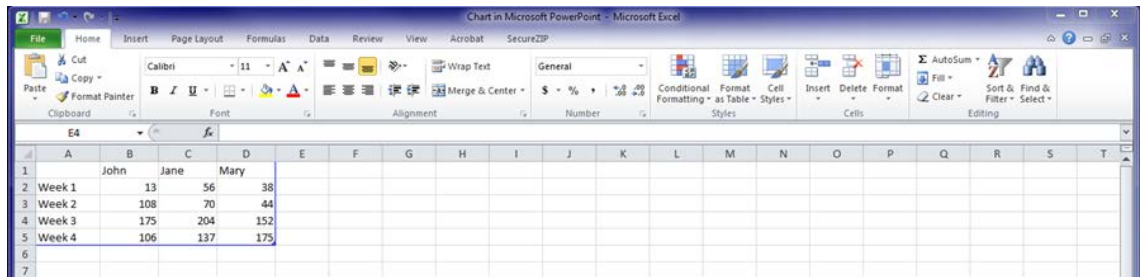 Chart in Microsoft PowerPoint - Microsoft Excel
File Home Insert Page Layout Formulas Data Review View Acrobat SecureZIP
Cut Calibri 11 Wrap Text General Σ AutoSum
Copy Fill
Paste Format Painter B I U Merge & Center $ % , Conditional Formatting Format as Table Cell Styles Insert Delete Format Clear Sort & Filter Find & Select
Clipboard Font Alignment Number Styles Cells Editing
E4 fx
A B C D E F G H I J K L M N O P Q R S T
1 John Jane Mary
2 Week 1 13 56 38
3 Week 2 108 70 44
4 Week 3 175 204 152
5 Week 4 106 137 175
6
7